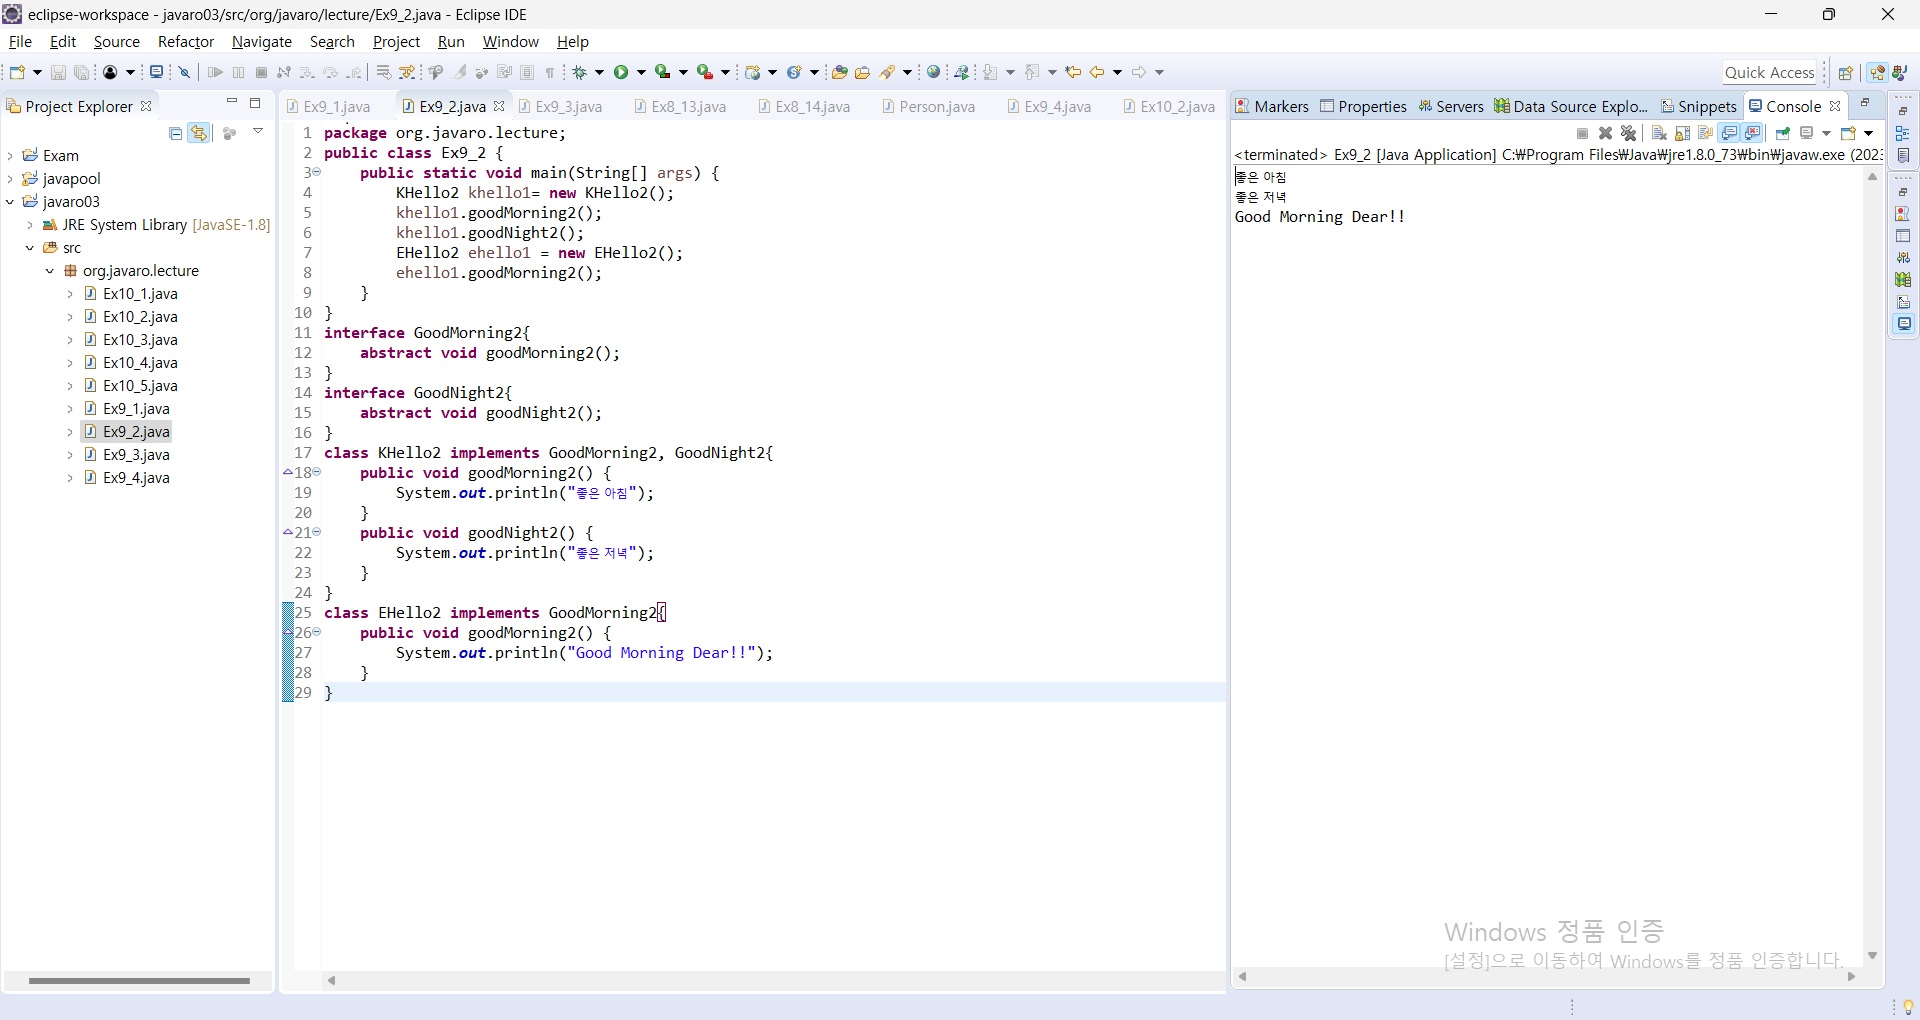 eclipse-workspace - javaro03/src/org/javaro/lecture/Ex9_2.java - Eclipse IDE
File Edit Source Refactor Navigate Search Project Run Window Help
Quick Access
Project Explorer
Exam
javapool
javaro03
JRE System Library [JavaSE-1.8]
src
org.javaro.lecture
Ex10_1.java
Ex10_2.java
Ex10_3.java
Ex10_4.java
Ex10_5.java
Ex9_1.java
Ex9_2.java
Ex9_3.java
Ex9_4.java
Ex9_1.java Ex9_2.java Ex9_3.java Ex8_13.java Ex8_14.java Person.java Ex9_4.java Ex10_2.java
1 package org.javaro.lecture;
2 public class Ex9_2 {
3 public static void main(String[] args) {
4 KHello2 khello1= new KHello2();
5 khello1.goodMorning2();
6 khello1.goodNight2();
7 EHello2 ehello1 = new EHello2();
8 ehello1.goodMorning2();
9 }
10 }
11 interface GoodMorning2{
12 abstract void goodMorning2();
13 }
14 interface GoodNight2{
15 abstract void goodNight2();
16 }
17 class KHello2 implements GoodMorning2, GoodNight2{
18 public void goodMorning2() {
19 System.out.println("좋은 아침");
20 }
21 public void goodNight2() {
22 System.out.println("좋은 저녁");
23 }
24 }
25 class EHello2 implements GoodMorning2{
26 public void goodMorning2() {
27 System.out.println("Good Morning Dear!!");
28 }
29 }
Markers Properties Servers Data Source Explo... Snippets Console
<terminated> Ex9_2 [Java Application] C:₩Program Files₩Java₩jre1.8.0_73₩bin₩javaw.exe (2023
좋은 아침
좋은 저녁
Good Morning Dear!!
Windows 정품 인증
[설정]으로 이동하여 Windows를 정품 인증합니다.